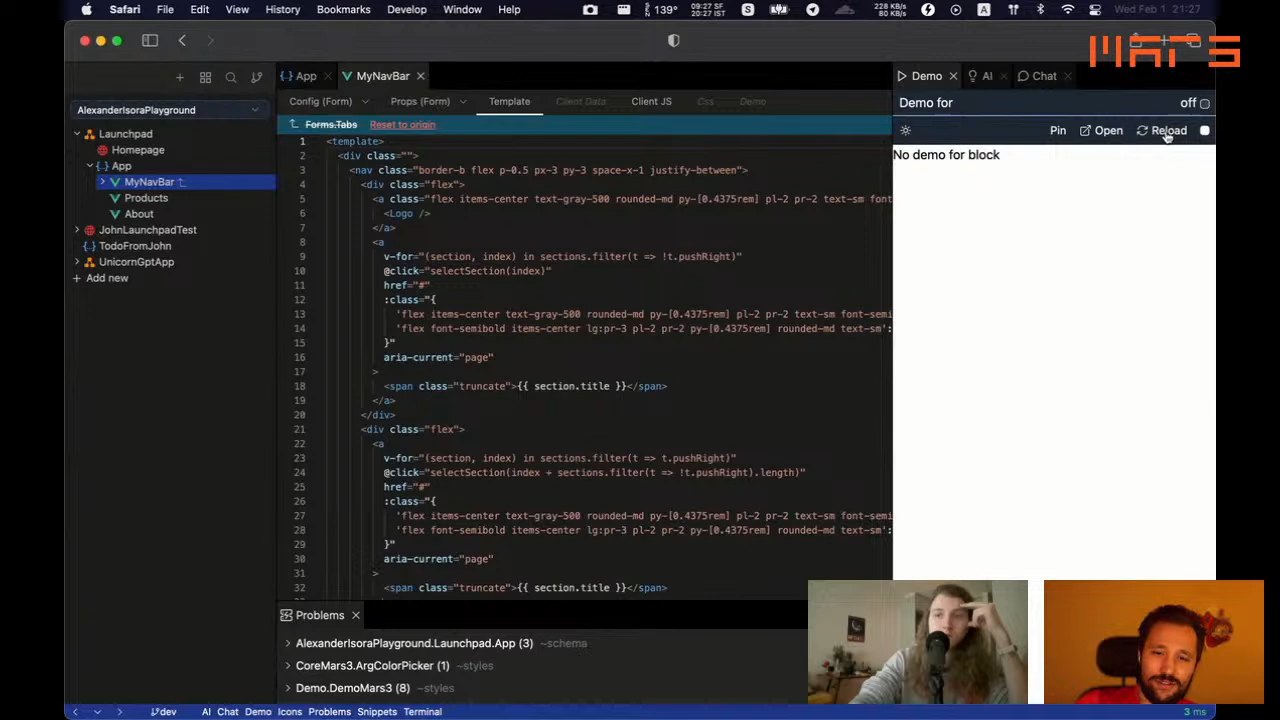 Safari File Edit View History Bookmarks Develop Window Help 139° 09:27 SF 20:27 IST 228 KB/s 80 KB/s A Wed Feb 1 21:27
MARS
App MyNavBar Demo AI Chat
AlexanderIsoraPlayground
Config (Form) Props (Form) Template Client Data Client JS Css Demo
Demo for off
Forms.Tabs Reset to origin
Pin Open Reload
No demo for block
Launchpad
Homepage
App
MyNavBar
Products
About
JohnLaunchpadTest
TodoFromJohn
UnicornGptApp
Add new
1 <template>
2 <div class="">
3 <nav class="border-b flex p-0.5 px-3 py-3 space-x-1 justify-between">
4 <div class="flex">
5 <a class="flex items-center text-gray-500 rounded-md py-[0.4375rem] pl-2 pr-2 text-sm font
6 <Logo />
7 </a>
8 <a
9 v-for="(section, index) in sections.filter(t => !t.pushRight)"
10 @click="selectSection(index)"
11 href="#"
12 :class="{
13 'flex items-center text-gray-500 rounded-md py-[0.4375rem] pl-2 pr-2 text-sm font-semi
14 'flex font-semibold items-center lg:pr-3 pl-2 pr-2 py-[0.4375rem] rounded-md text-sm':
15 }"
16 aria-current="page"
17 >
18 <span class="truncate">{{ section.title }}</span>
19 </a>
20 </div>
21 <div class="flex">
22 <a
23 v-for="(section, index) in sections.filter(t => t.pushRight)"
24 @click="selectSection(index + sections.filter(t => !t.pushRight).length)"
25 href="#"
26 :class="{
27 'flex items-center text-gray-500 rounded-md py-[0.4375rem] pl-2 pr-2 text-sm font-semi
28 'flex font-semibold items-center lg:pr-3 pl-2 pr-2 py-[0.4375rem] rounded-md text-sm':
29 }"
30 aria-current="page"
31 >
32 <span class="truncate">{{ section.title }}</span>
Problems
AlexanderIsoraPlayground.Launchpad.App (3) ~schema
CoreMars3.ArgColorPicker (1) ~styles
Demo.DemoMars3 (8) ~styles
dev AI Chat Demo Icons Problems Snippets Terminal 3 ms